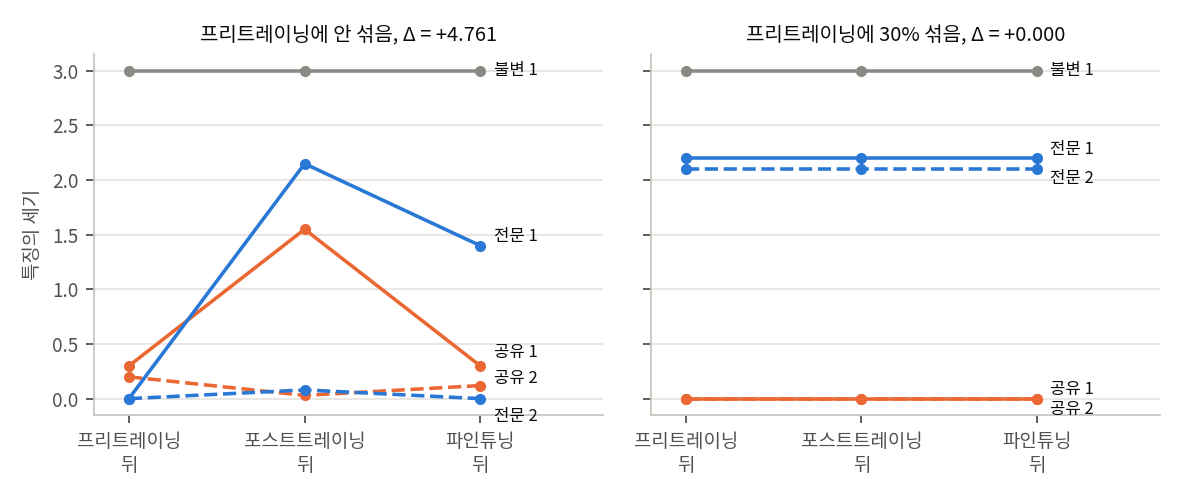 프리트레이닝에 안 섞음, Δ = +4.761
특징의 세기
3.0
2.5
2.0
1.5
1.0
0.5
0.0
불변 1
전문 1
공유 1
공유 2
전문 2
프리트레이닝
뒤
포스트트레이닝
뒤
파인튜닝
뒤
프리트레이닝에 30% 섞음, Δ = +0.000
불변 1
전문 1
전문 2
공유 1
공유 2
프리트레이닝
뒤
포스트트레이닝
뒤
파인튜닝
뒤